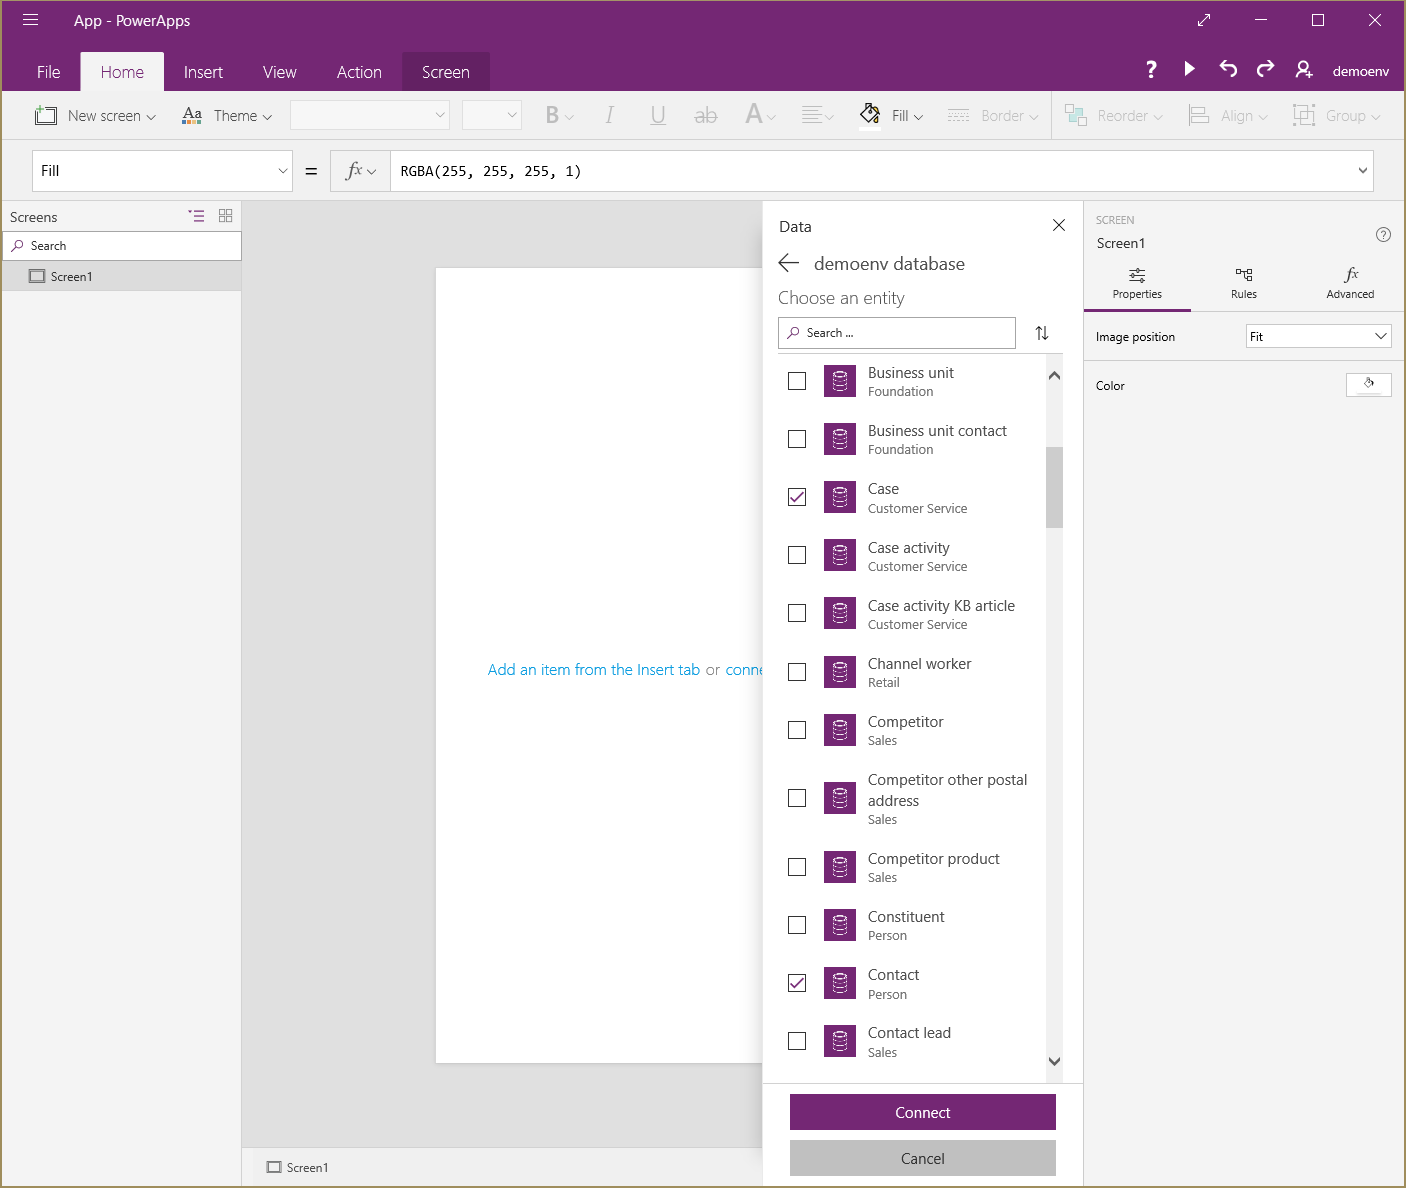 App - PowerApps
File Home Insert View Action Screen ? demoenv
New screen Aa Theme B I U ab A Fill Border Reorder Align Group
Fill = fx RGBA(255, 255, 255, 1)
Screens
Search
Screen1
Add an item from the Insert tab or conne
Screen1
Data
demoenv database
Choose an entity
Search ...
Business unit
Foundation
Business unit contact
Foundation
Case
Customer Service
Case activity
Customer Service
Case activity KB article
Customer Service
Channel worker
Retail
Competitor
Sales
Competitor other postal
address
Sales
Competitor product
Sales
Constituent
Person
Contact
Person
Contact lead
Sales
Connect
Cancel
SCREEN
Screen1
?
fx
Properties Rules Advanced
Image position Fit
Color